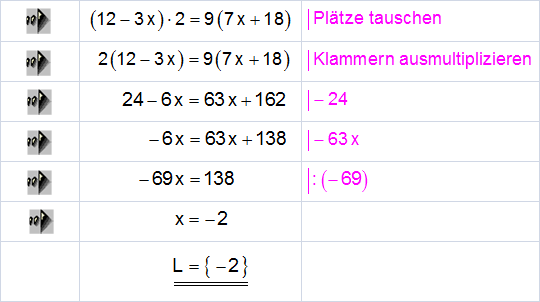 (12 – 3x) · 2 = 9(7x + 18) | Plätze tauschen
2(12 – 3x) = 9(7x + 18) | Klammern ausmultiplizieren
24 – 6x = 63x + 162 | – 24
– 6x = 63x + 138 | – 63x
– 69x = 138 | : (– 69)
x = – 2
L = { – 2 }